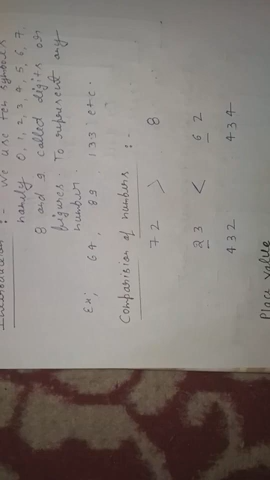 Introduction :- We use ten symbols
namely 0, 1, 2, 3, 4, 5, 6, 7,
8 and 9 called digits or
figures. To represent any
number.
Ex; 64, 89, 133 etc.
Comparision of numbers :-
72 > 8
23 < 62
432 434
Place value